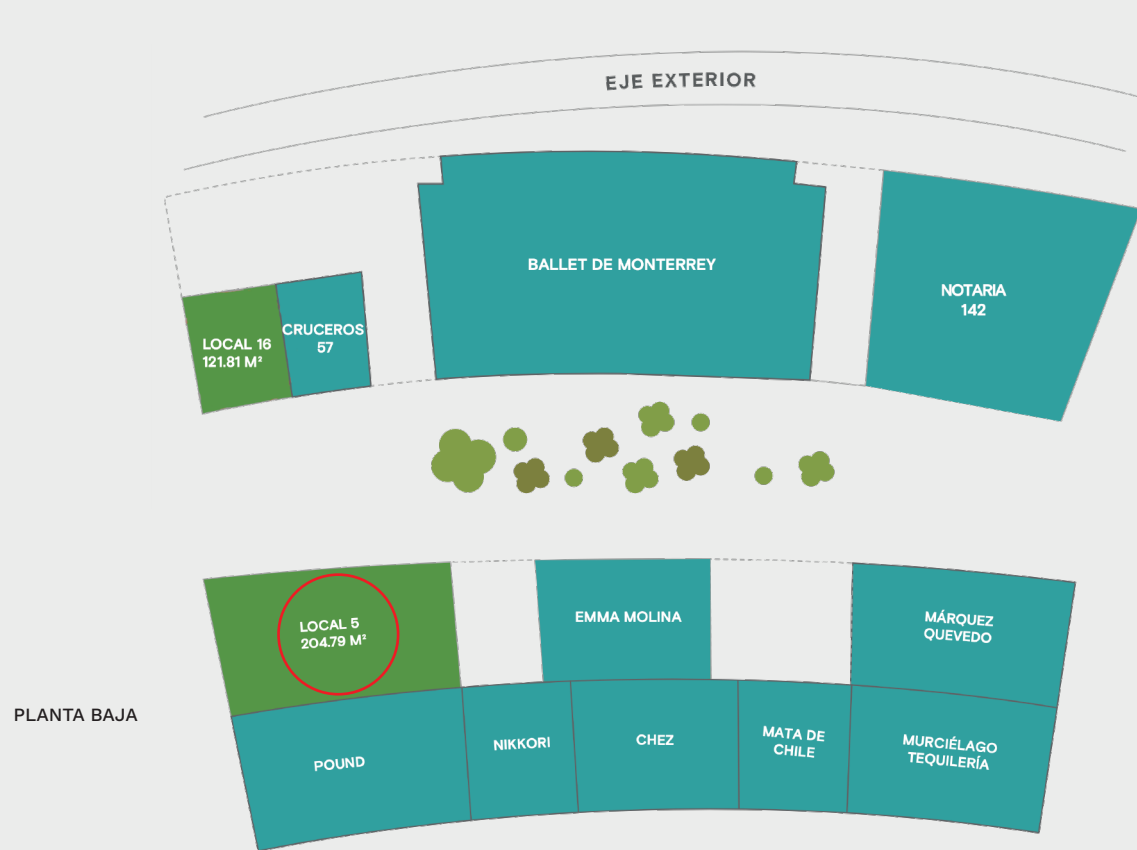 EJE EXTERIOR
BALLET DE MONTERREY
NOTARIA
142
LOCAL 16
121.81 M²
CRUCEROS
57
LOCAL 5
204.79 M²
EMMA MOLINA
MÁRQUEZ
QUEVEDO
PLANTA BAJA
POUND
NIKKORI
CHEZ
MATA DE
CHILE
MURCIÉLAGO
TEQUILERÍA